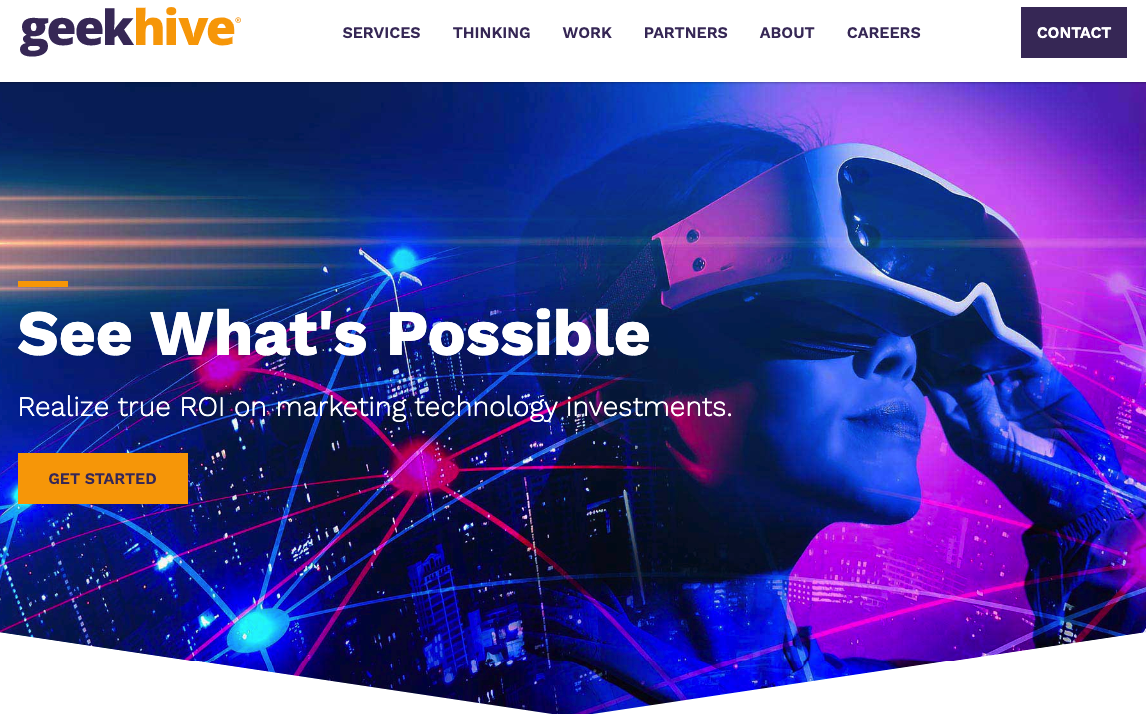 geekhive®
SERVICES THINKING WORK PARTNERS ABOUT CAREERS CONTACT
See What's Possible
Realize true ROI on marketing technology investments.
GET STARTED